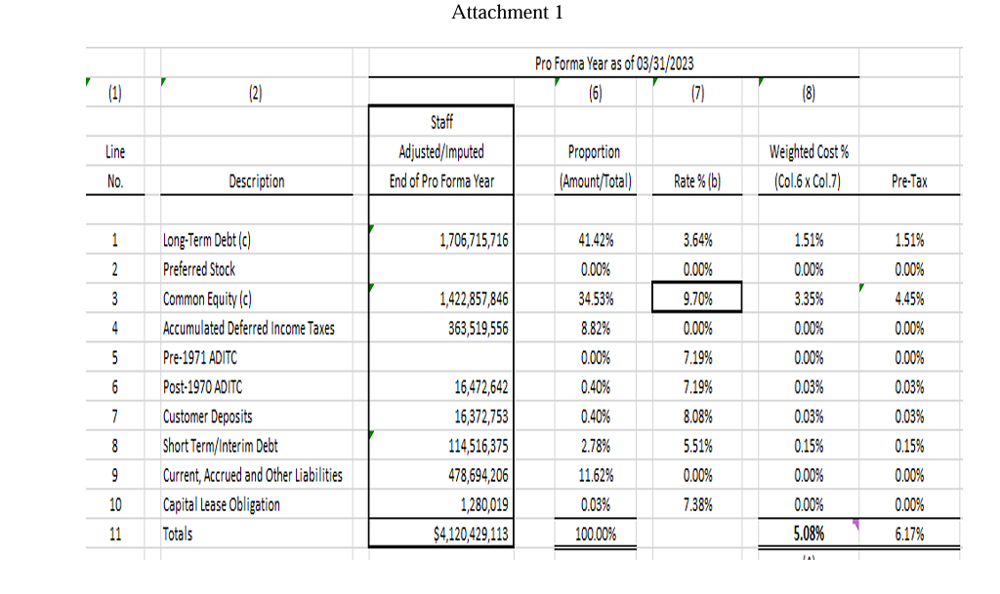 Attachment 1
Pro Forma Year as of 03/31/2023
(1) (2) (6) (7) (8)
Staff
Line Adjusted/Imputed Proportion Weighted Cost %
No. Description End of Pro Forma Year (Amount/Total) Rate % (b) (Col.6 x Col.7) Pre-Tax
1 Long-Term Debt (c) 1,706,715,716 41.42% 3.64% 1.51% 1.51%
2 Preferred Stock 0.00% 0.00% 0.00% 0.00%
3 Common Equity (c) 1,422,857,846 34.53% 9.70% 3.35% 4.45%
4 Accumulated Deferred Income Taxes 363,519,556 8.82% 0.00% 0.00% 0.00%
5 Pre-1971 ADITC 0.00% 7.19% 0.00% 0.00%
6 Post-1970 ADITC 16,472,642 0.40% 7.19% 0.03% 0.03%
7 Customer Deposits 16,372,753 0.40% 8.08% 0.03% 0.03%
8 Short Term/Interim Debt 114,516,375 2.78% 5.51% 0.15% 0.15%
9 Current, Accrued and Other Liabilities 478,694,206 11.62% 0.00% 0.00% 0.00%
10 Capital Lease Obligation 1,280,019 0.03% 7.38% 0.00% 0.00%
11 Totals $4,120,429,113 100.00% 5.08% 6.17%